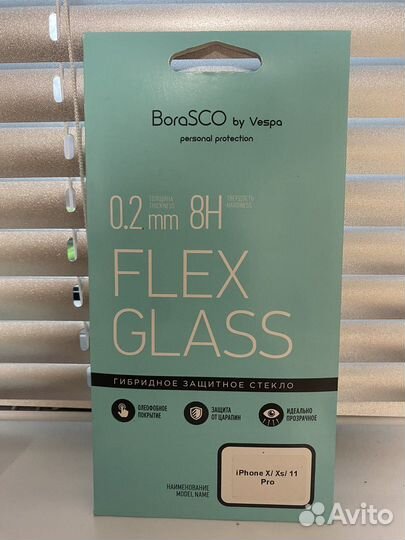 BoraSCO by Vespa
personal protection
0.2 mm ТОЛЩИНА THICKNESS 8H ТВЕРДОСТЬ HARDNESS
FLEX
GLASS
ГИБРИДНОЕ ЗАЩИТНОЕ СТЕКЛО
ОЛЕОФОБНОЕ ПОКРЫТИЕ
ЗАЩИТА ОТ ЦАРАПИН
ИДЕАЛЬНО ПРОЗРАЧНОЕ
iPhone X/ Xs/ 11
Pro
НАИМЕНОВАНИЕ
MODEL NAME
Avito